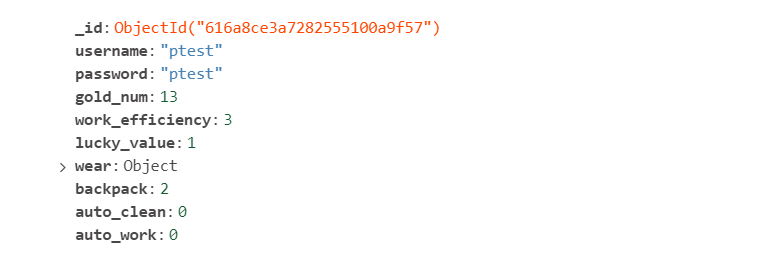 _id: ObjectId("616a8ce3a7282555100a9f57")
username: "ptest"
password: "ptest"
gold_num: 13
work_efficiency: 3
lucky_value: 1
> wear: Object
backpack: 2
auto_clean: 0
auto_work: 0